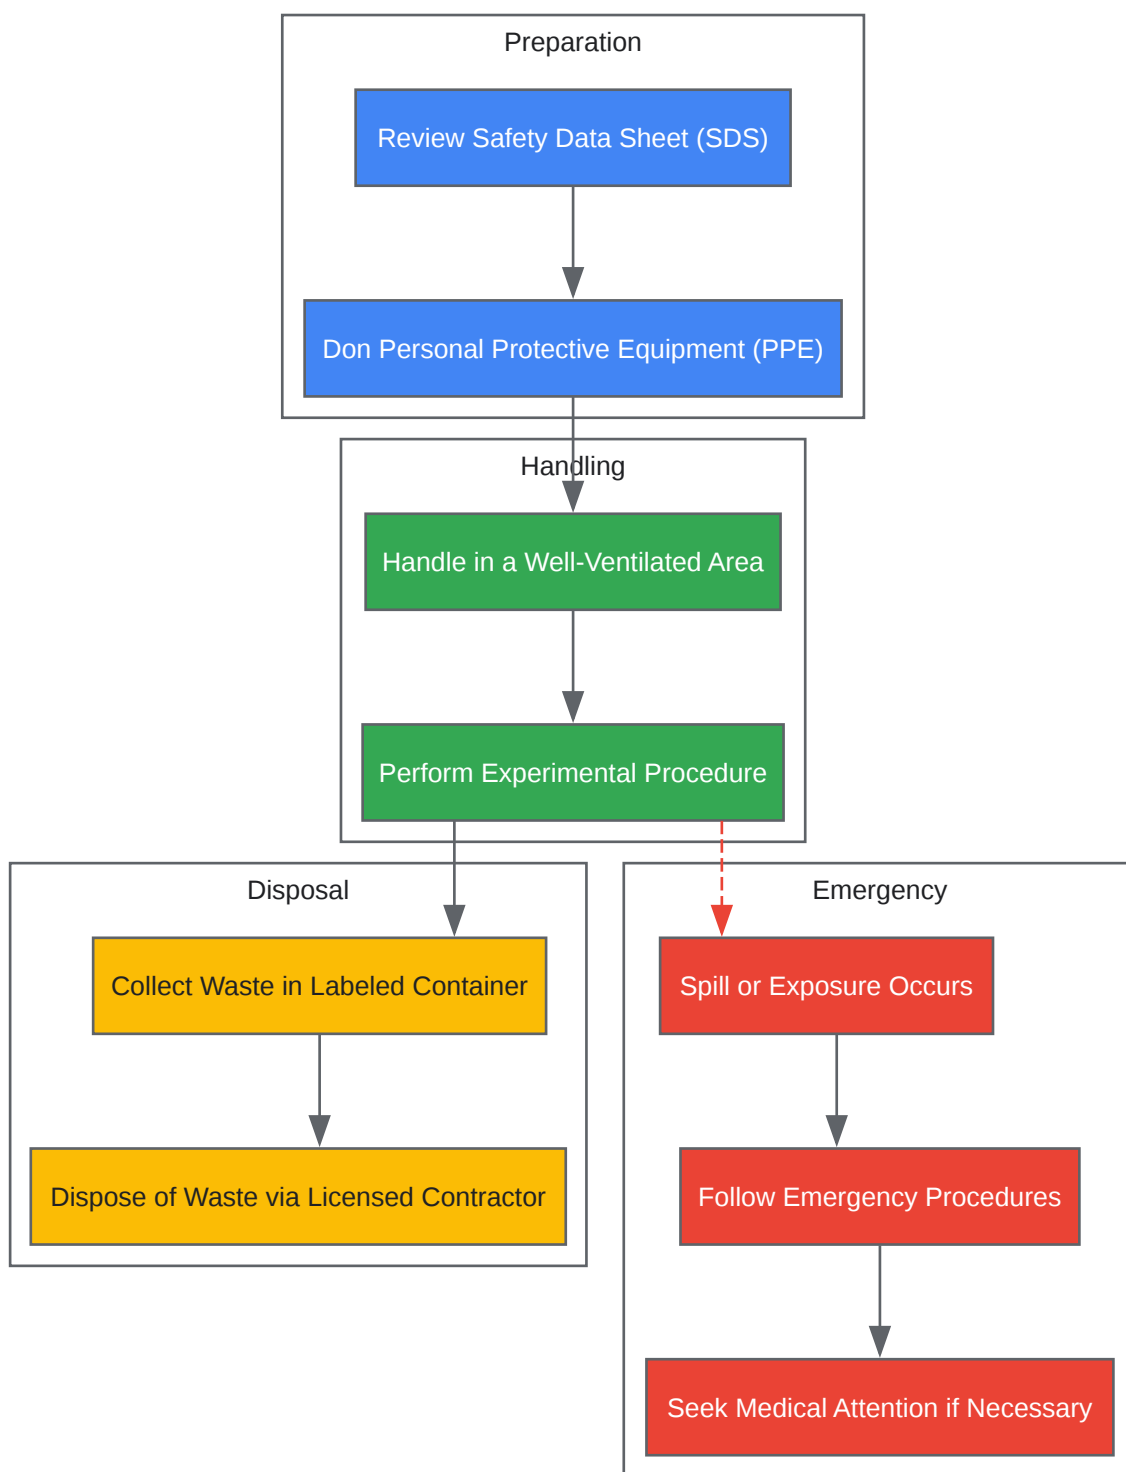 Preparation
Review Safety Data Sheet (SDS)
Don Personal Protective Equipment (PPE)
Handling
Handle in a Well-Ventilated Area
Perform Experimental Procedure
Disposal
Collect Waste in Labeled Container
Dispose of Waste via Licensed Contractor
Emergency
Spill or Exposure Occurs
Follow Emergency Procedures
Seek Medical Attention if Necessary